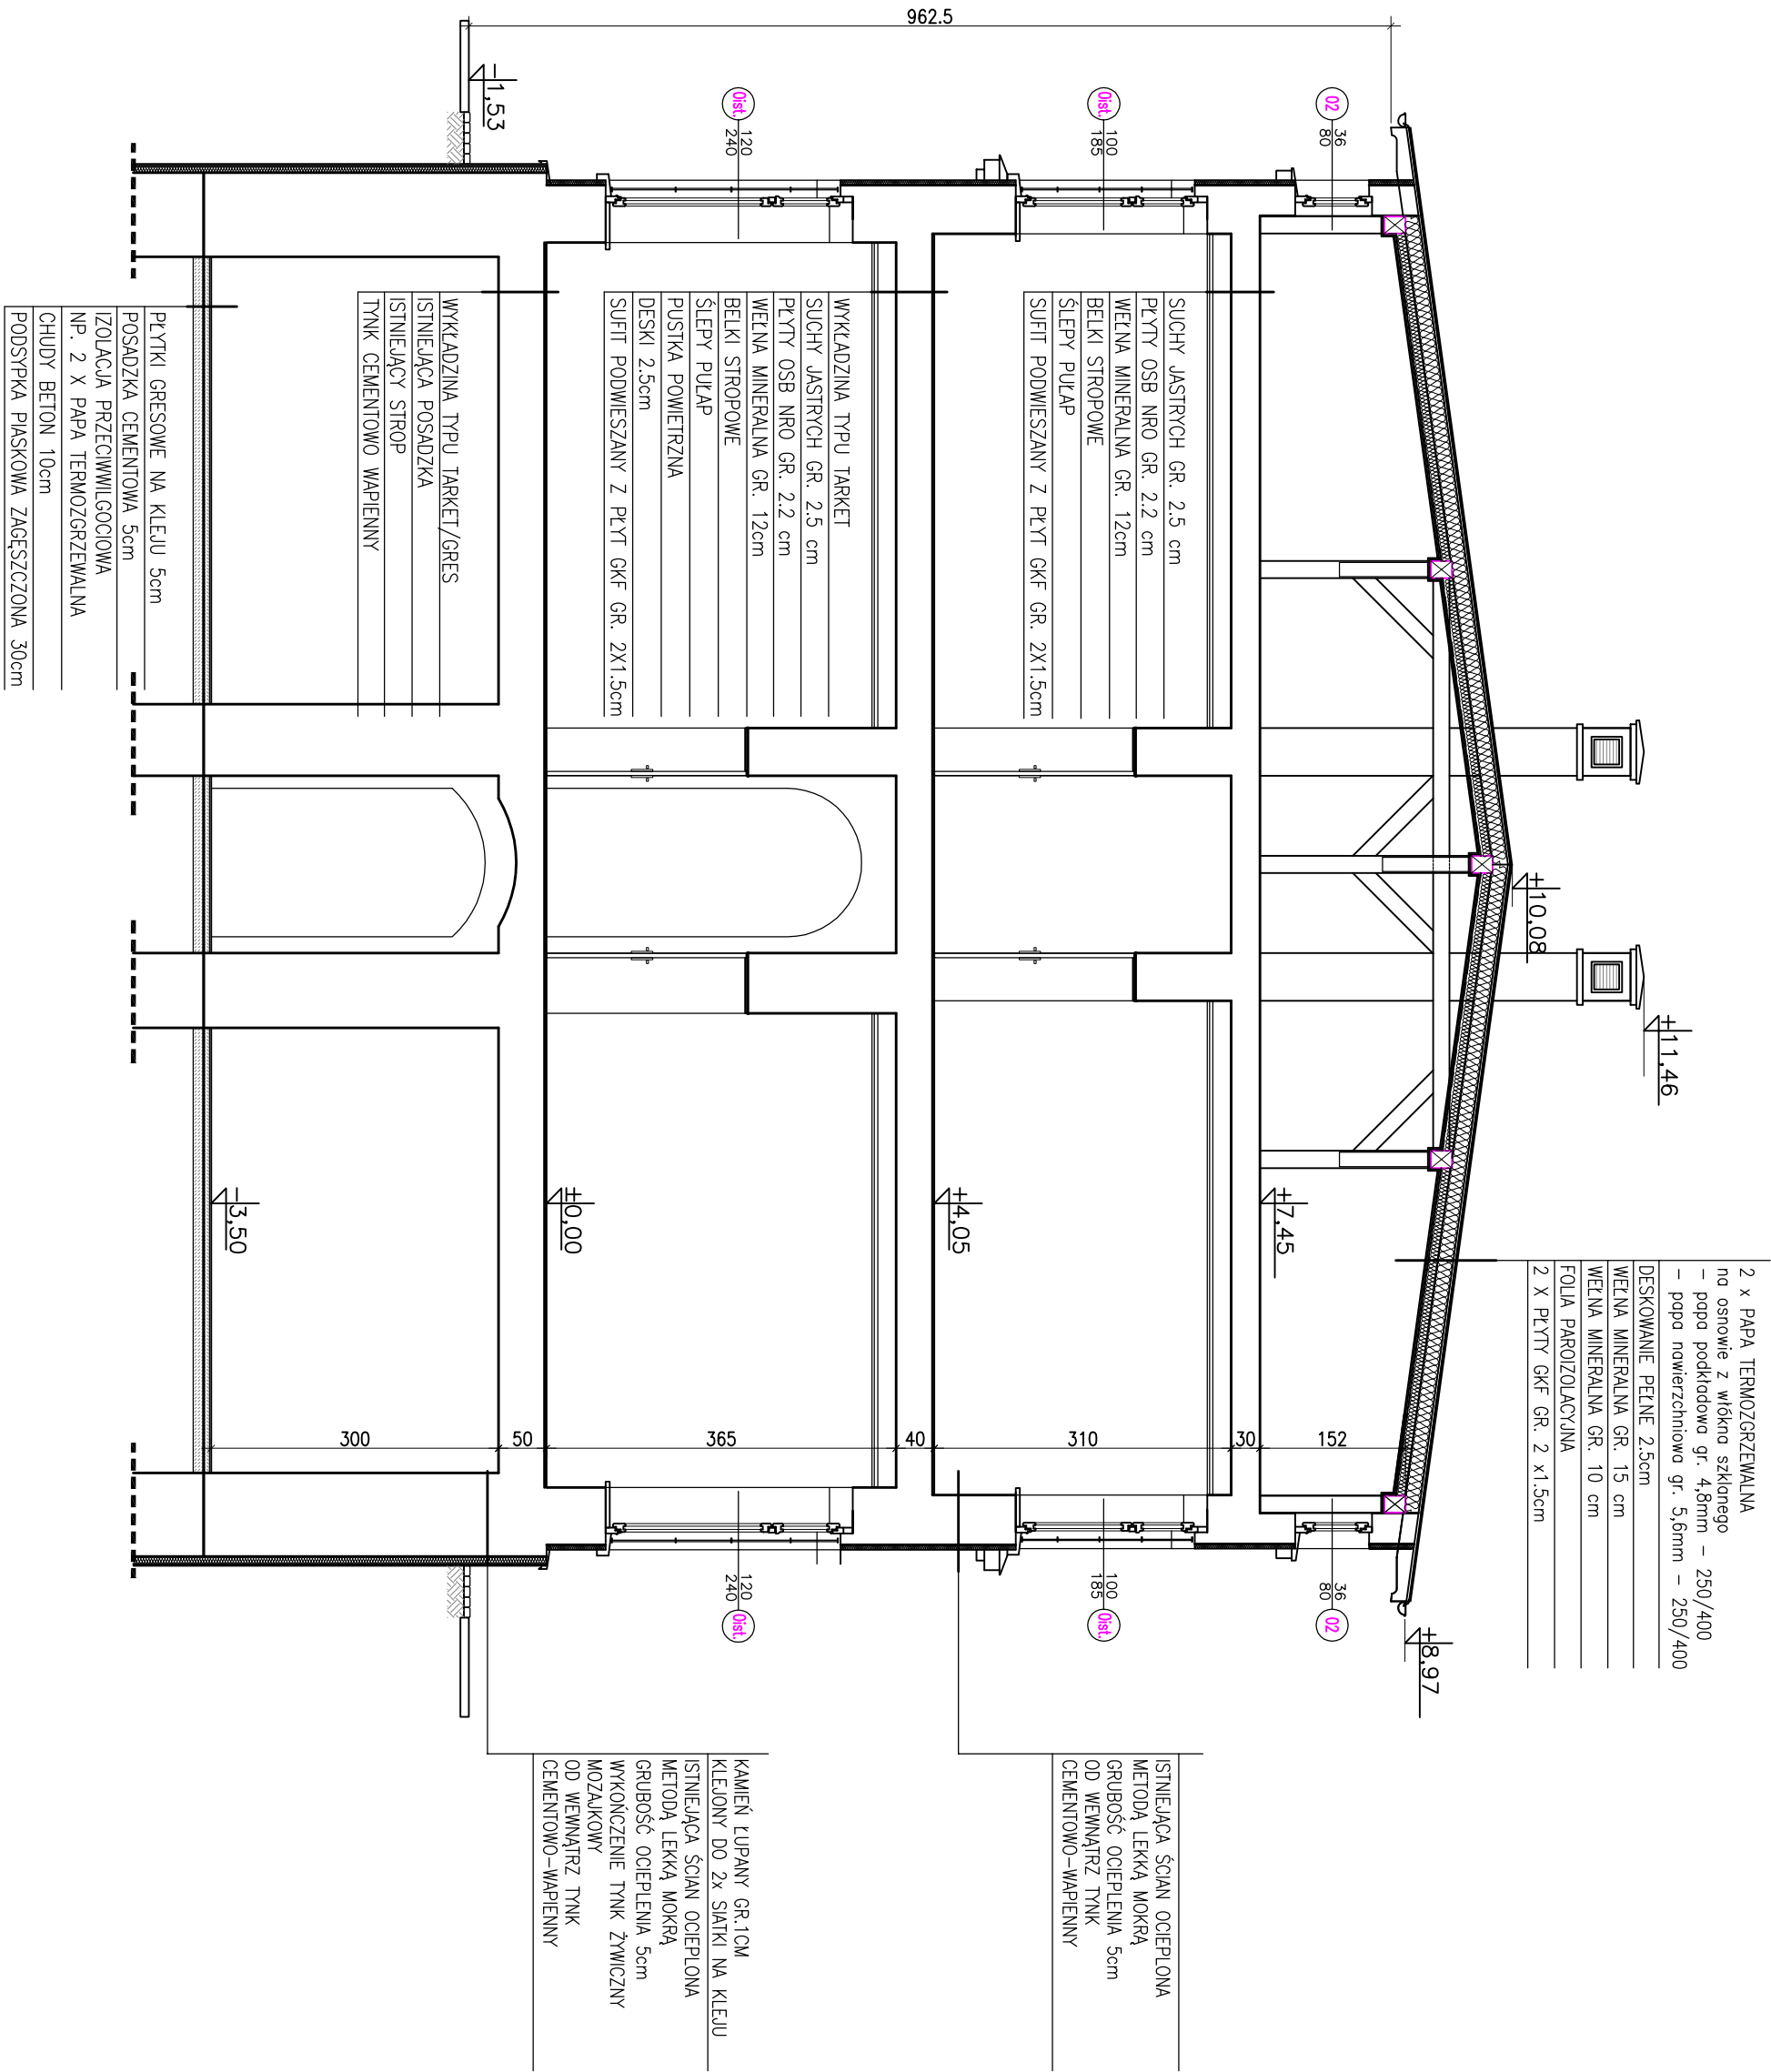 962.5
-1,53
Oist.
120
240
Oist.
100
185
02
36
80
WYKŁADZINA TYPU TARKET
SUCHY JASTRYCH GR. 2.5 cm
PŁYTY OSB NRO GR. 2.2 cm
WEŁNA MINERALNA GR. 12cm
BELKI STROPOWE
ŚLEPY PUŁAP
PUSTKA POWIETRZNA
DESKI 2.5cm
SUFIT PODWIESZANY Z PŁYT GKF GR. 2X1.5cm
SUCHY JASTRYCH GR. 2.5 cm
PŁYTY OSB NRO GR. 2.2 cm
WEŁNA MINERALNA GR. 12cm
BELKI STROPOWE
ŚLEPY PUŁAP
SUFIT PODWIESZANY Z PŁYT GKF GR. 2X1.5cm
WYKŁADZINA TYPU TARKET/GRES
ISTNIEJĄCA POSADZKA
ISTNIEJĄCY STROP
TYNK CEMENTOWO WAPIENNY
PŁYTKI GRESOWE NA KLEJU 5cm
POSADZKA CEMENTOWA 5cm
IZOLACJA PRZECIWWILGOCIOWA
NP. 2 X PAPA TERMOZGRZEWALNA
CHUDY BETON 10cm
PODSYPKA PIASKOWA ZAGĘSZCZONA 30cm
+10,08
+11,46
-3,50
±0,00
+4,05
+7,45
2 x PAPA TERMOZGRZEWALNA
na osnowie z włókna szklanego
- papa podkładowa gr. 4,8mm - 250/400
- papa nawierzchniowa gr. 5,6mm - 250/400
DESKOWANIE PEŁNE 2.5cm
WEŁNA MINERALNA GR. 15 cm
WEŁNA MINERALNA GR. 10 cm
FOLIA PAROIZOLACYJNA
2 X PŁYTY GKF GR. 2 x1.5cm
300
50
365
40
310
30
152
120
240
Oist.
100
185
Oist.
36
80
02
+8,97
KAMIEŃ ŁUPANY GR.1CM
KLEJONY DO 2x SIATKI NA KLEJU
ISTNIEJĄCA ŚCIAN OCIEPLONA
METODĄ LEKKĄ MOKRĄ
GRUBOŚĆ OCIEPLENIA 5cm
WYKOŃCZENIE TYNK ŻYWICZNY
MOZAJKOWY
OD WEWNĄTRZ TYNK
CEMENTOWO-WAPIENNY
ISTNIEJĄCA ŚCIAN OCIEPLONA
METODĄ LEKKĄ MOKRĄ
GRUBOŚĆ OCIEPLENIA 5cm
OD WEWNĄTRZ TYNK
CEMENTOWO-WAPIENNY